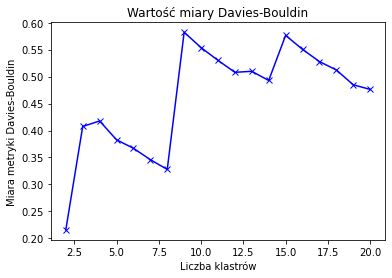 Wartość miary Davies-Bouldin
Miara metryki Davies-Bouldin
0.60
0.55
0.50
0.45
0.40
0.35
0.30
0.25
0.20
2.5 5.0 7.5 10.0 12.5 15.0 17.5 20.0
Liczba klastrów